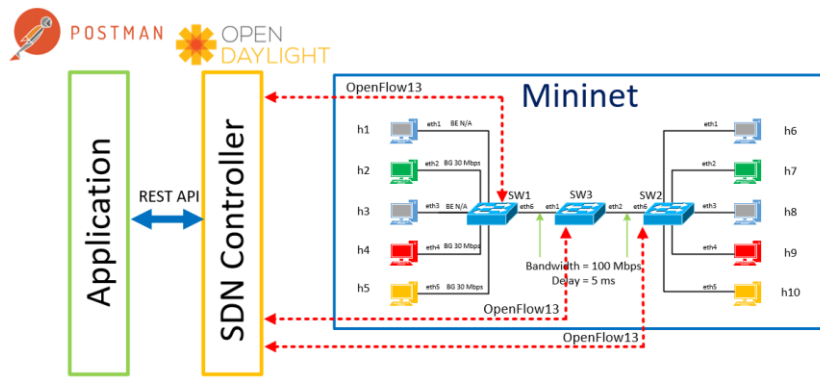 POSTMAN
OPEN
DAYLIGHT
Application
REST API
SDN Controller
OpenFlow13
Mininet
h1
eth1 BE N/A
h2
eth2 BG 30 Mbps
h3
eth3 BE N/A
h4
eth4 BG 30 Mbps
h5
eth5 BG 30 Mbps
SW1
eth6
eth1
SW3
eth2
eth6
SW2
Bandwidth = 100 Mbps
Delay = 5 ms
eth1
h6
eth2
h7
eth3
h8
eth4
h9
eth5
h10
OpenFlow13
OpenFlow13